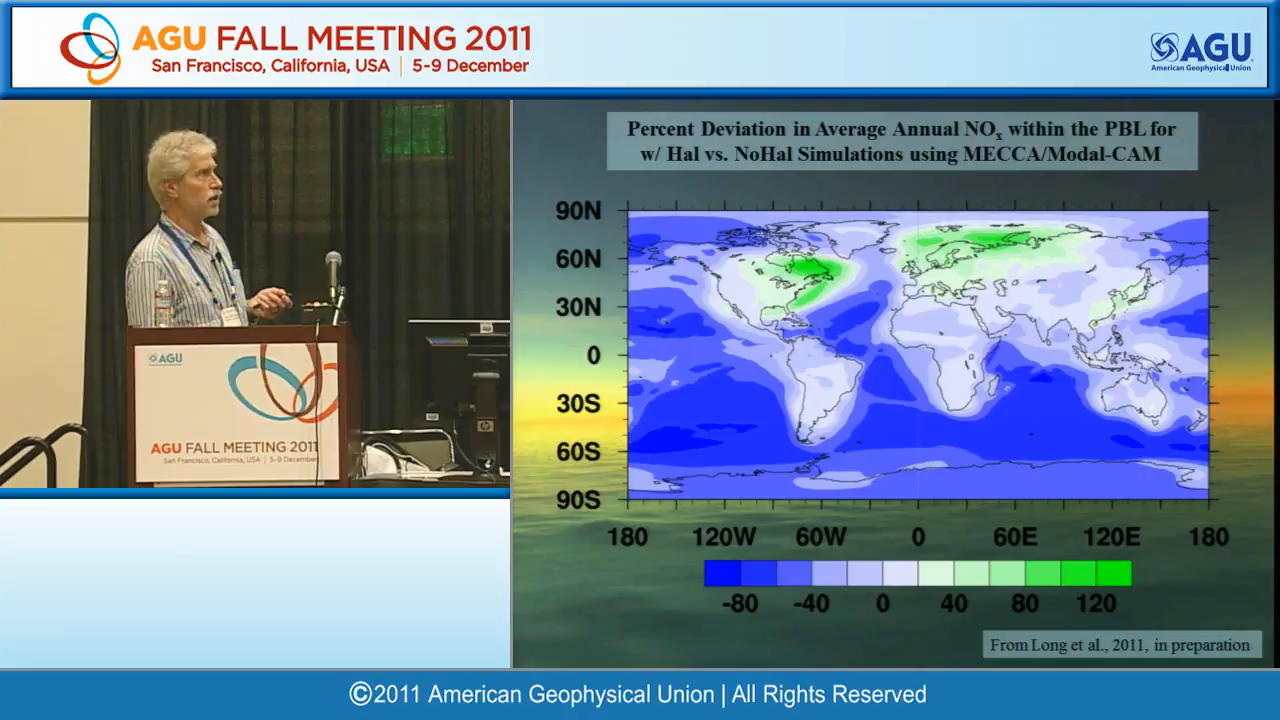 AGU FALL MEETING 2011
San Francisco, California, USA | 5-9 December
AGU
American Geophysical Union
Percent Deviation in Average Annual NOx within the PBL for
w/ Hal vs. NoHal Simulations using MECCA/Modal-CAM
90N
60N
30N
0
30S
60S
90S
180 120W 60W 0 60E 120E 180
-80 -40 0 40 80 120
From Long et al., 2011, in preparation
AGU
AGU FALL MEETING 2011
San Francisco, California, USA | 5-9 December
hp
©2011 American Geophysical Union | All Rights Reserved